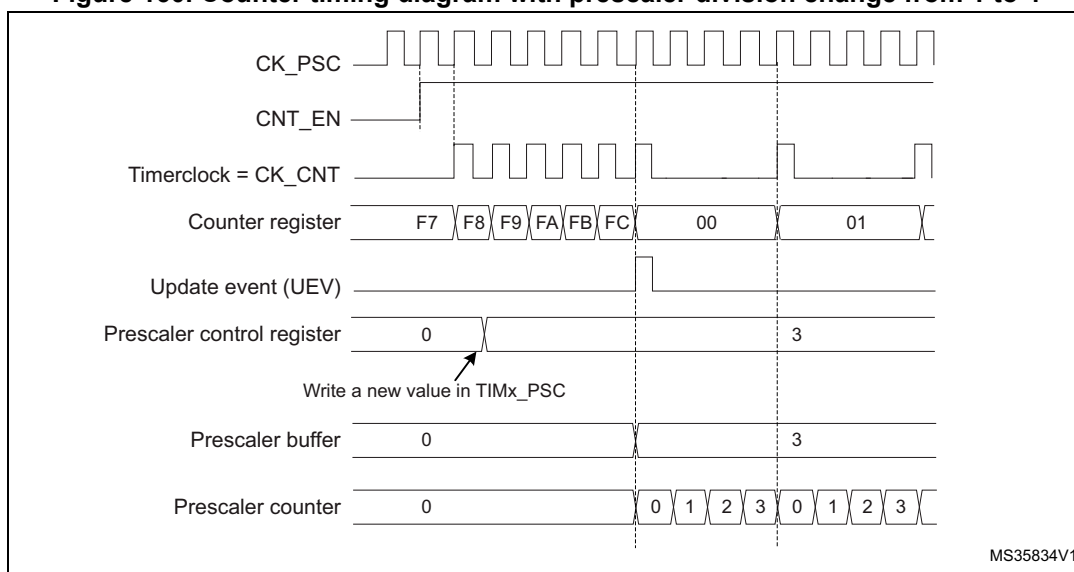 CK_PSC
CNT_EN
Timerclock = CK_CNT
Counter register F7 F8 F9 FA FB FC 00 01
Update event (UEV)
Prescaler control register 0 3
Write a new value in TIMx_PSC
Prescaler buffer 0 3
Prescaler counter 0 0 1 2 3 0 1 2 3
MS35834V1